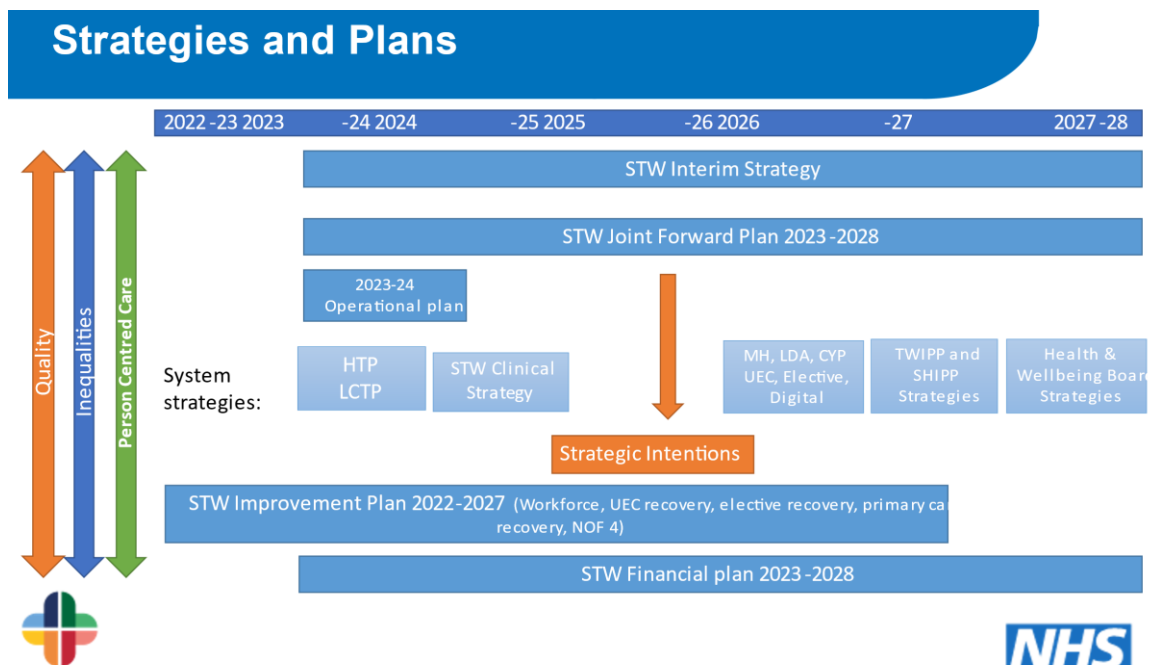 Strategies and Plans
2022 -23 2023 -24 2024 -25 2025 -26 2026 -27 2027 -28
STW Interim Strategy
STW Joint Forward Plan 2023 -2028
2023-24
Operational plan
Quality
Inequalities
Person Centred Care
System
strategies:
HTP
LCTP
STW Clinical
Strategy
MH, LDA, CYP
UEC, Elective,
Digital
TWIPP and
SHIPP
Strategies
Health &
Wellbeing Boar
Strategies
Strategic Intentions
STW Improvement Plan 2022-2027 (Workforce, UEC recovery, elective recovery, primary ca
recovery, NOF 4)
STW Financial plan 2023-2028
NHS